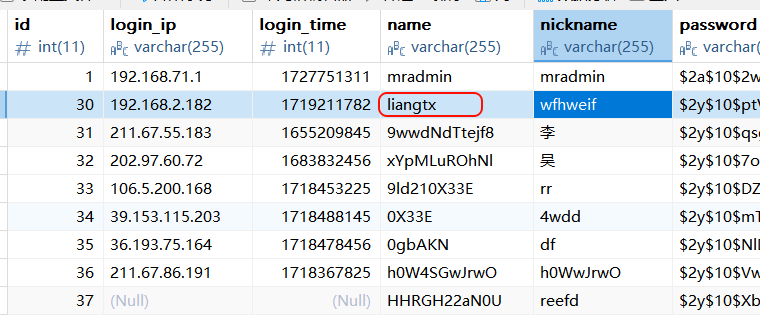 id login_ip login_time name nickname password
# int(11) ABC varchar(255) # int(11) ABC varchar(255) ABC varchar(255) ABC varchar(255)
1 192.168.71.1 1727751311 mradmin mradmin $2a$10$2w
30 192.168.2.182 1719211782 liangtx wfhweif $2y$10$pt
31 211.67.55.183 1655209845 9wwdNdTtejf8 李 $2y$10$qs
32 202.97.60.72 1683832456 xYpMLuROhNl 昊 $2y$10$7o
33 106.5.200.168 1718453225 9ld210X33E rr $2y$10$DZ
34 39.153.115.203 1718488145 0X33E 4wdd $2y$10$m
35 36.193.75.164 1718478456 0gbAKN df $2y$10$Nl
36 211.67.86.191 1718367825 h0W4SGwJrwO h0WwJrwO $2y$10$Vw
37 (Null) (Null) HHRGH22aN0U reefd $2y$10$Xb